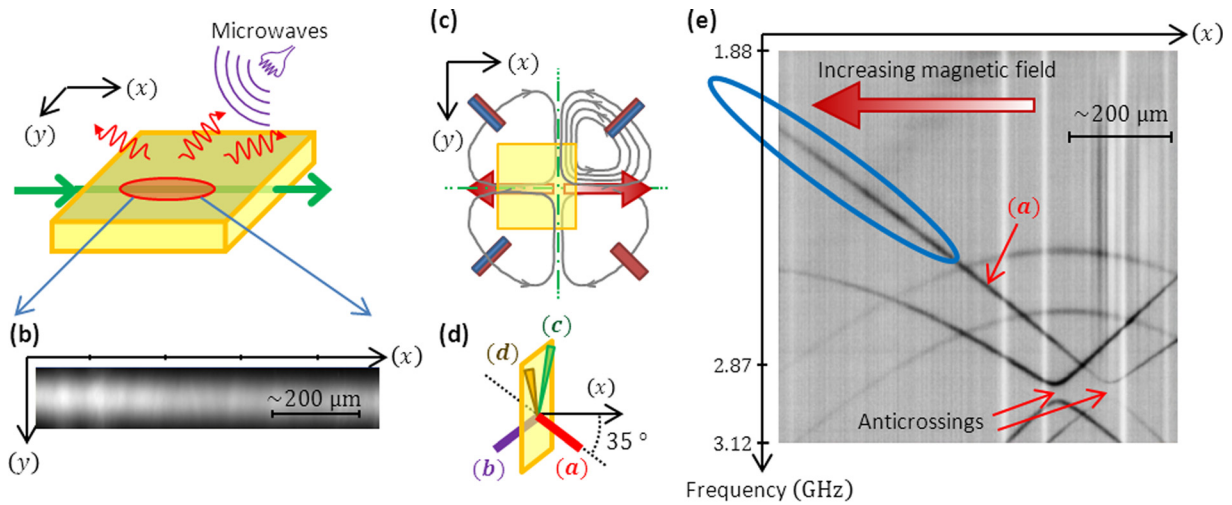 Microwaves
(x)
(y)
(b)
(x)
~200 μm
(y)
(c)
(x)
(y)
(d)
(c)
(d)
(x)
35 °
(b)
(a)
(e)
(x)
1.88
Increasing magnetic field
~200 μm
(a)
2.87
Anticrossings
3.12
Frequency (GHz)